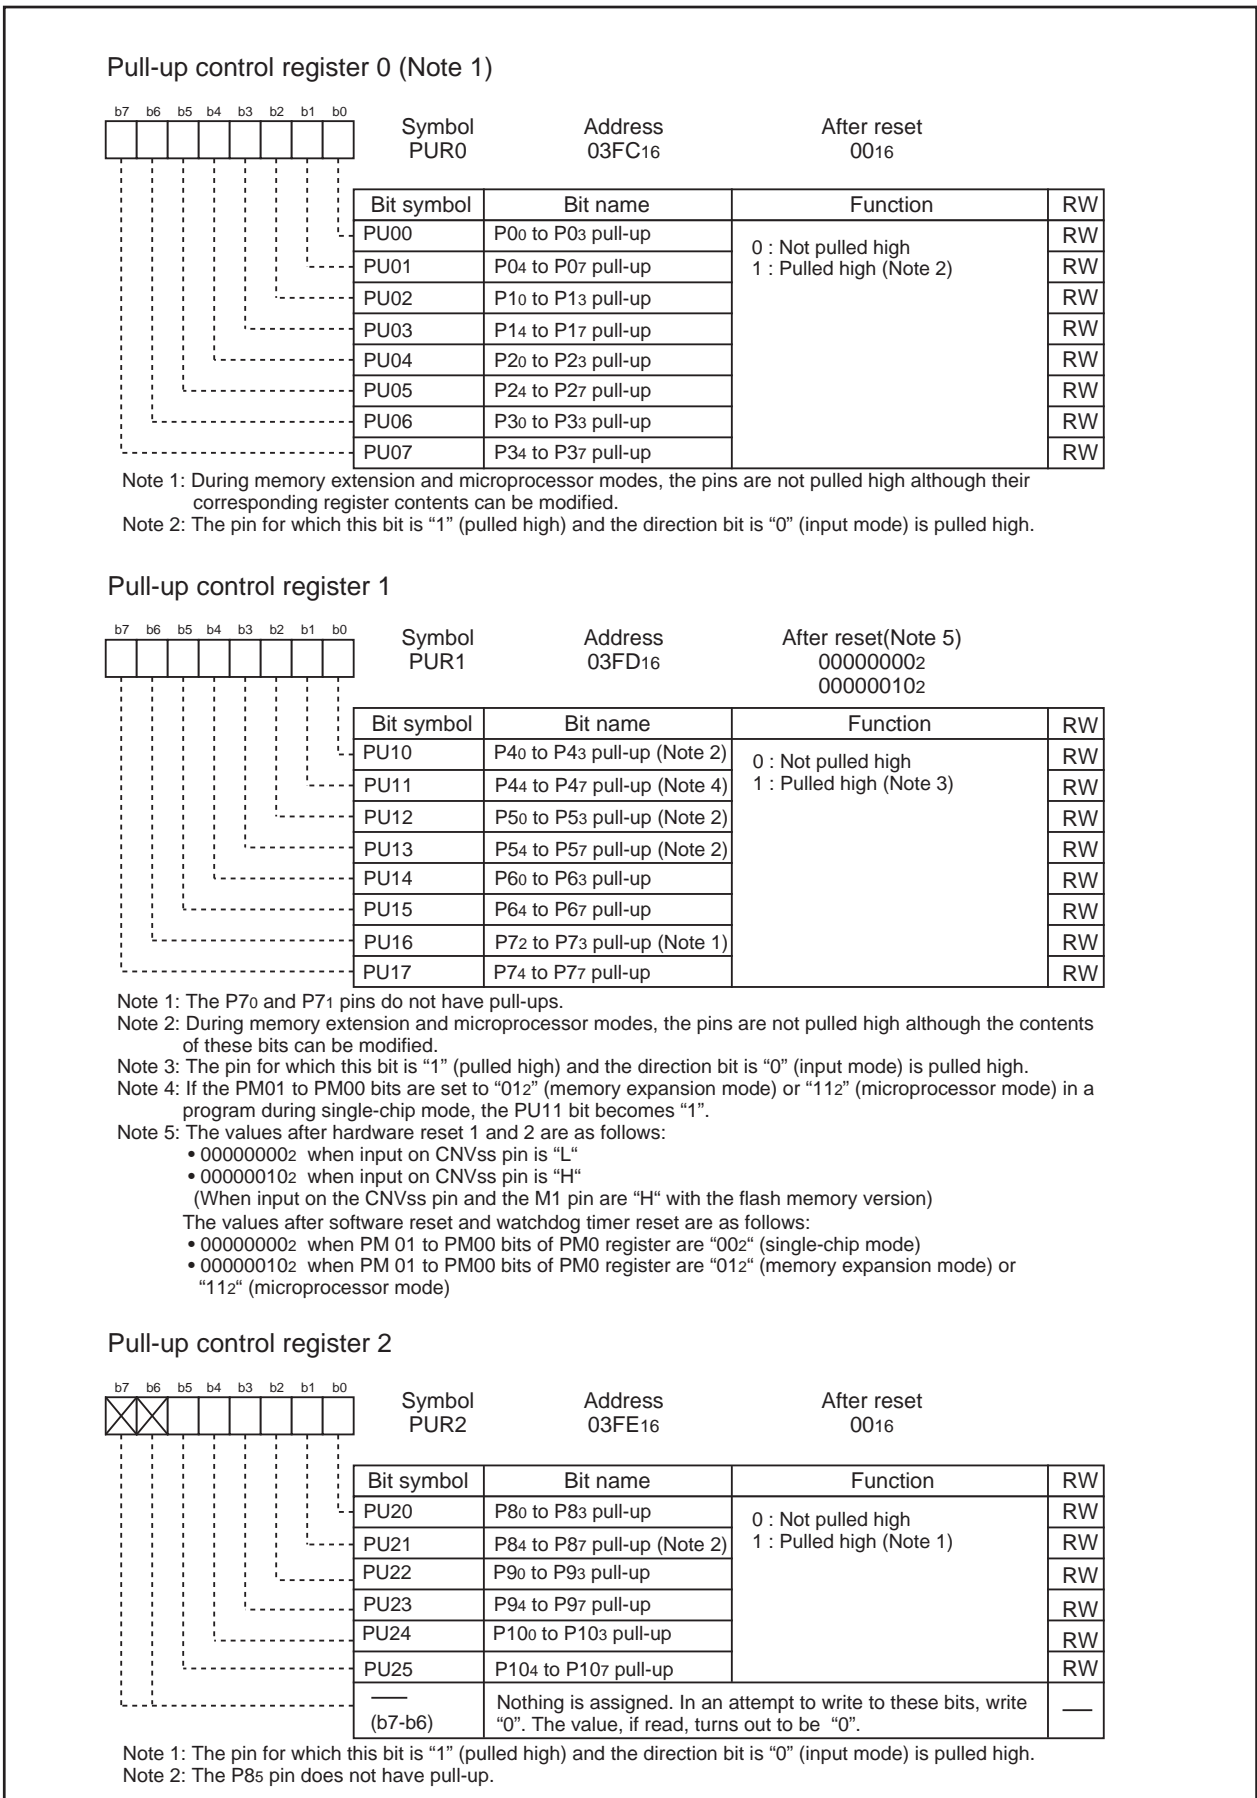 Pull-up control register 0 (Note 1)
b7 b6 b5 b4 b3 b2 b1 b0
Symbol Address After reset
PUR0 03FC16 0016
Bit symbol Bit name Function RW
PU00 P00 to P03 pull-up 0 : Not pulled high RW
PU01 P04 to P07 pull-up 1 : Pulled high (Note 2) RW
PU02 P10 to P13 pull-up RW
PU03 P14 to P17 pull-up RW
PU04 P20 to P23 pull-up RW
PU05 P24 to P27 pull-up RW
PU06 P30 to P33 pull-up RW
PU07 P34 to P37 pull-up RW
Note 1: During memory extension and microprocessor modes, the pins are not pulled high although their
corresponding register contents can be modified.
Note 2: The pin for which this bit is “1” (pulled high) and the direction bit is “0” (input mode) is pulled high.
Pull-up control register 1
b7 b6 b5 b4 b3 b2 b1 b0
Symbol Address After reset(Note 5)
PUR1 03FD16 000000002
000000102
Bit symbol Bit name Function RW
PU10 P40 to P43 pull-up (Note 2) 0 : Not pulled high RW
PU11 P44 to P47 pull-up (Note 4) 1 : Pulled high (Note 3) RW
PU12 P50 to P53 pull-up (Note 2) RW
PU13 P54 to P57 pull-up (Note 2) RW
PU14 P60 to P63 pull-up RW
PU15 P64 to P67 pull-up RW
PU16 P72 to P73 pull-up (Note 1) RW
PU17 P74 to P77 pull-up RW
Note 1: The P70 and P71 pins do not have pull-ups.
Note 2: During memory extension and microprocessor modes, the pins are not pulled high although the contents
of these bits can be modified.
Note 3: The pin for which this bit is “1” (pulled high) and the direction bit is “0” (input mode) is pulled high.
Note 4: If the PM01 to PM00 bits are set to “012” (memory expansion mode) or “112” (microprocessor mode) in a
program during single-chip mode, the PU11 bit becomes “1”.
Note 5: The values after hardware reset 1 and 2 are as follows:
• 000000002 when input on CNVss pin is “L“
• 000000102 when input on CNVss pin is “H“
(When input on the CNVss pin and the M1 pin are “H“ with the flash memory version)
The values after software reset and watchdog timer reset are as follows:
• 000000002 when PM 01 to PM00 bits of PM0 register are “002“ (single-chip mode)
• 000000102 when PM 01 to PM00 bits of PM0 register are “012“ (memory expansion mode) or
“112“ (microprocessor mode)
Pull-up control register 2
b7 b6 b5 b4 b3 b2 b1 b0
Symbol Address After reset
PUR2 03FE16 0016
Bit symbol Bit name Function RW
PU20 P80 to P83 pull-up 0 : Not pulled high RW
PU21 P84 to P87 pull-up (Note 2) 1 : Pulled high (Note 1) RW
PU22 P90 to P93 pull-up RW
PU23 P94 to P97 pull-up RW
PU24 P100 to P103 pull-up RW
PU25 P104 to P107 pull-up RW
— Nothing is assigned. In an attempt to write to these bits, write —
(b7-b6) “0”. The value, if read, turns out to be “0”.
Note 1: The pin for which this bit is “1” (pulled high) and the direction bit is “0” (input mode) is pulled high.
Note 2: The P85 pin does not have pull-up.